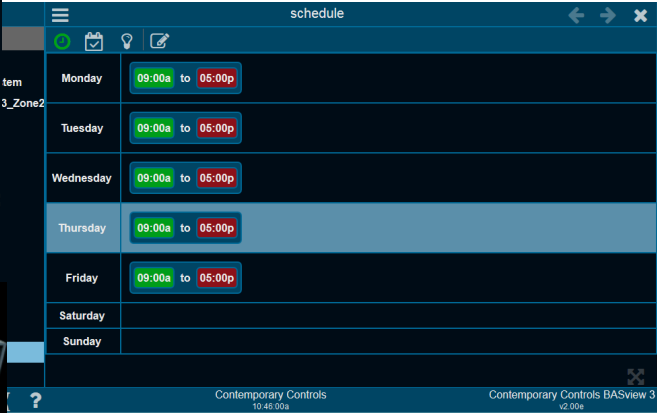 schedule
tem
3_Zone2
Monday 09:00a to 05:00p
Tuesday 09:00a to 05:00p
Wednesday 09:00a to 05:00p
Thursday 09:00a to 05:00p
Friday 09:00a to 05:00p
Saturday
Sunday
? Contemporary Controls Contemporary Controls BASview 3
10:46:00a v2.00e